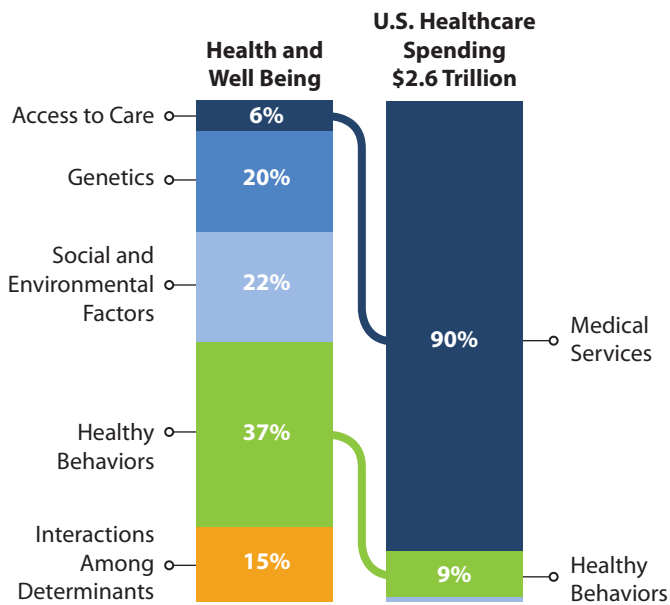 Health and
Well Being
U.S. Healthcare
Spending
$2.6 Trillion
Access to Care
6%
Genetics
20%
Social and
Environmental
Factors
22%
Healthy
Behaviors
37%
Interactions
Among
Determinants
15%
90%
Medical
Services
9%
Healthy
Behaviors